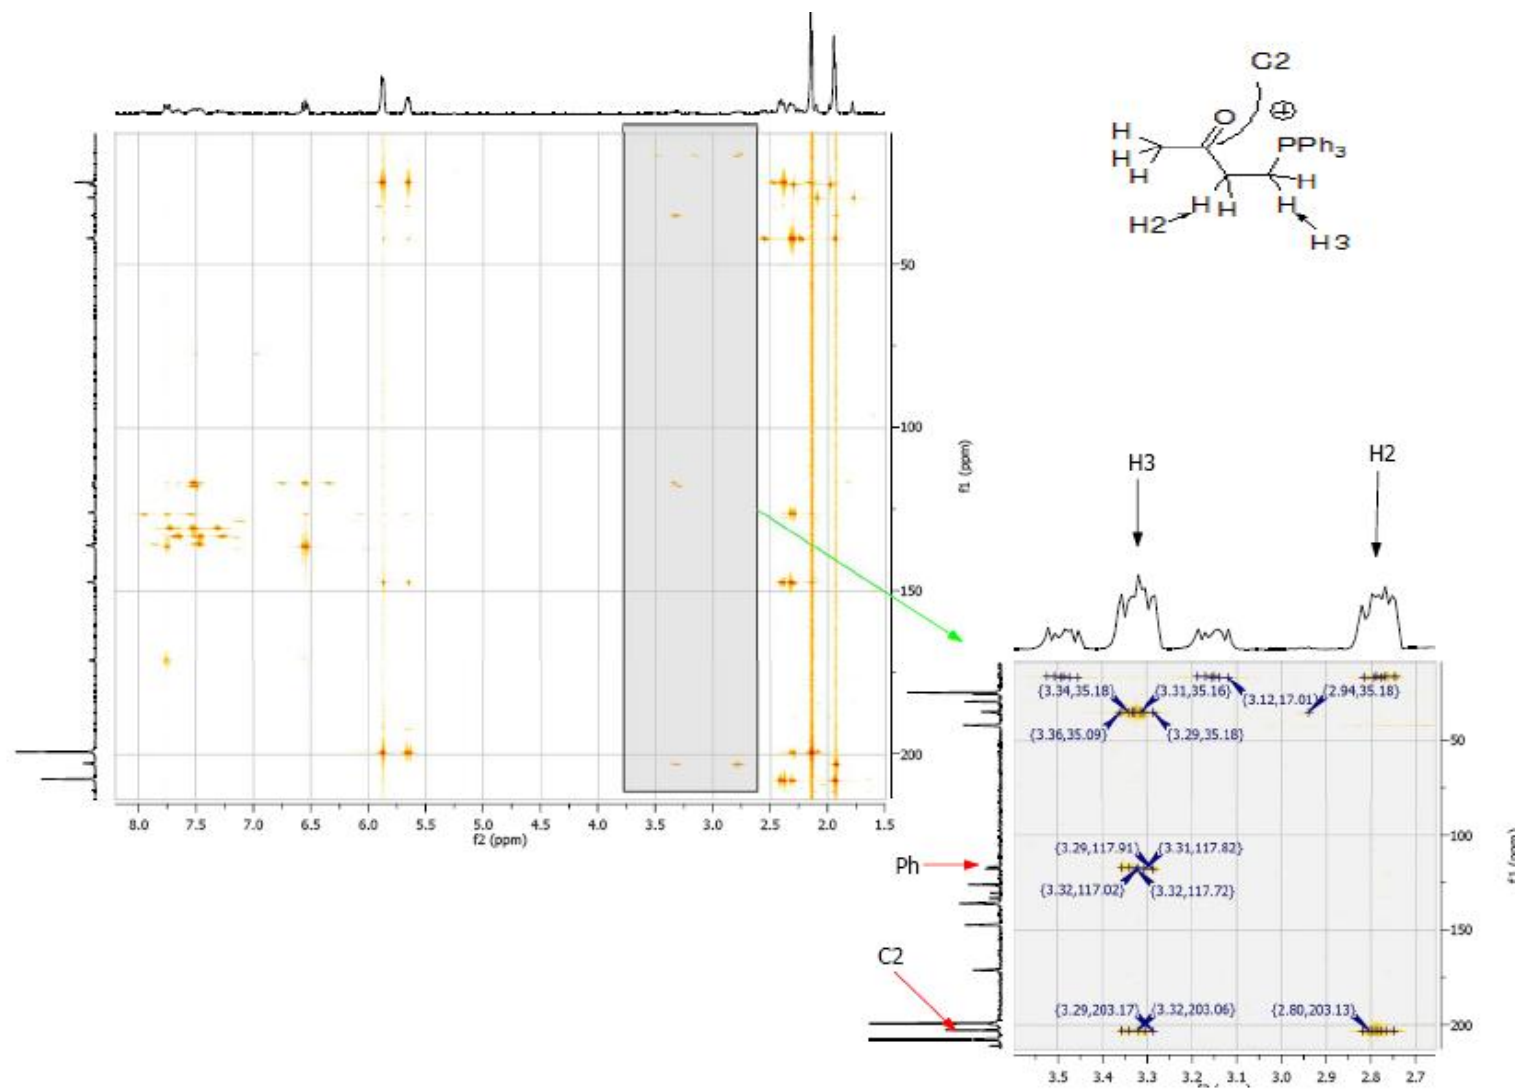 C2
O
⊕
H
H
H
PPh3
H
H
H
H
H2
H3
50
100
150
200
f1 (ppm)
8.0 7.5 7.0 6.5 6.0 5.5 5.0 4.5 4.0 3.5 3.0 2.5 2.0 1.5
f2 (ppm)
H3
H2
{3.34,35.18}
{3.31,35.16}
{3.12,17.01}
{2.94,35.18}
{3.36,35.09}
{3.29,35.18}
50
100
{3.29,117.91}
{3.31,117.82}
{3.32,117.02}
{3.32,117.72}
150
{3.29,203.17}
{3.32,203.06}
{2.80,203.13}
200
f1 (ppm)
Ph
C2
3.5 3.4 3.3 3.2 3.1 3.0 2.9 2.8 2.7